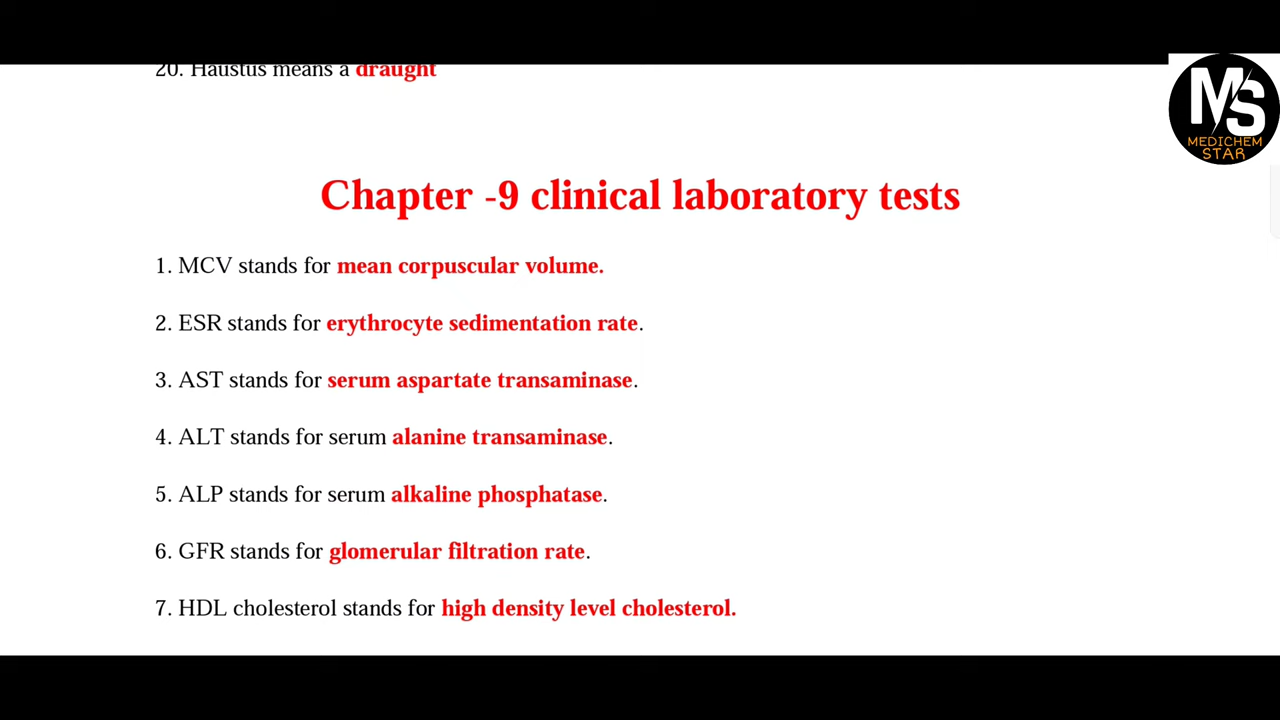 20. Haustus means a draught
MS
MEDICHEM
STAR
Chapter -9 clinical laboratory tests
1. MCV stands for mean corpuscular volume.
2. ESR stands for erythrocyte sedimentation rate.
3. AST stands for serum aspartate transaminase.
4. ALT stands for serum alanine transaminase.
5. ALP stands for serum alkaline phosphatase.
6. GFR stands for glomerular filtration rate.
7. HDL cholesterol stands for high density level cholesterol.